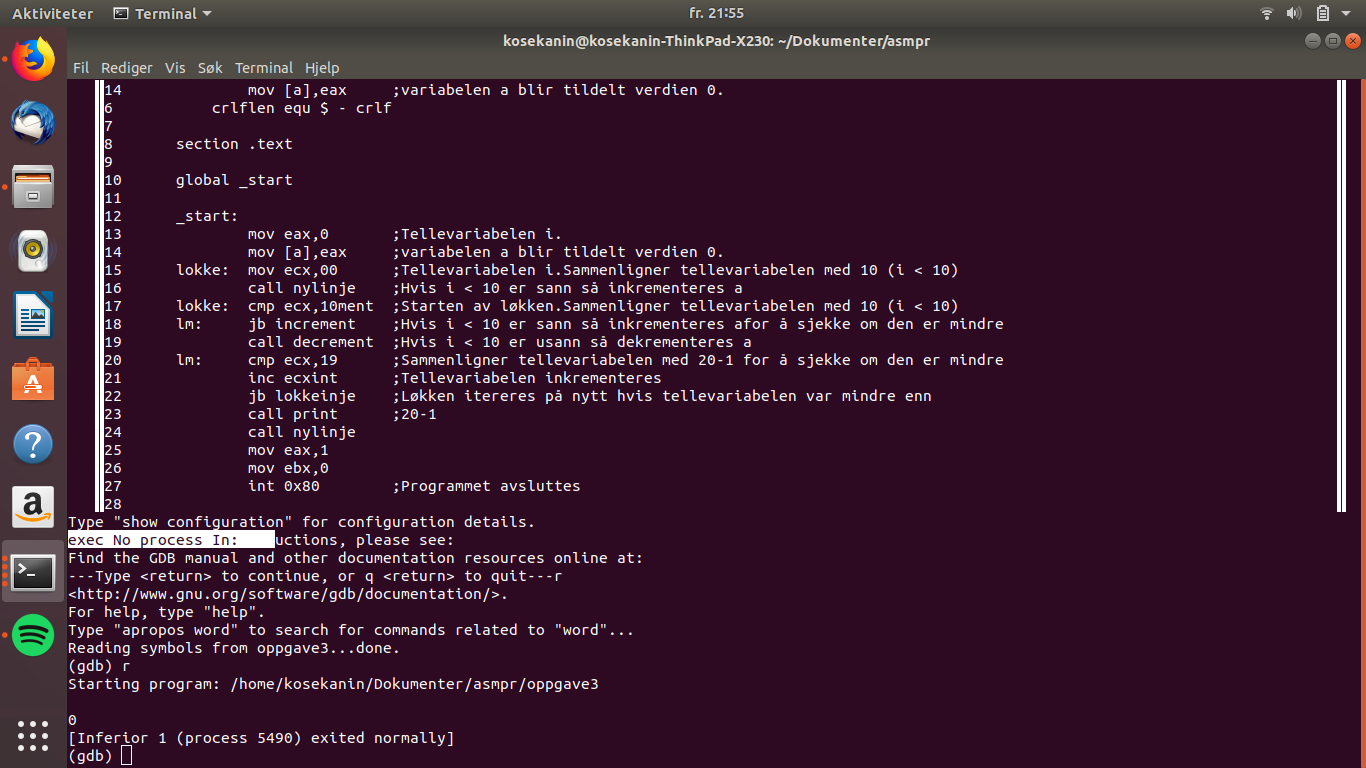 Aktiviteter Terminal fr. 21:55
kosekanin@kosekanin-ThinkPad-X230: ~/Dokumenter/asmpr
Fil Rediger Vis Søk Terminal Hjelp
14 mov [a],eax ;variabelen a blir tildelt verdien 0.
6 crlflen equ $ - crlf
7
8 section .text
9
10 global _start
11
12 _start:
13 mov eax,0 ;Tellevariabelen i.
14 mov [a],eax ;variabelen a blir tildelt verdien 0.
15 lokke: mov ecx,00 ;Tellevariabelen i.Sammenligner tellevariabelen med 10 (i < 10)
16 call nylinje ;Hvis i < 10 er sann så inkrementeres a
17 lokke: cmp ecx,10ment ;Starten av løkken.Sammenligner tellevariabelen med 10 (i < 10)
18 lm: jb increment ;Hvis i < 10 er sann så inkrementeres afor å sjekke om den er mindre
19 call decrement ;Hvis i < 10 er usann så dekrementeres a
20 lm: cmp ecx,19 ;Sammenligner tellevariabelen med 20-1 for å sjekke om den er mindre
21 inc ecxint ;Tellevariabelen inkrementeres
22 jb lokkeinje ;Løkken itereres på nytt hvis tellevariabelen var mindre enn
23 call print ;20-1
24 call nylinje
25 mov eax,1
26 mov ebx,0
27 int 0x80 ;Programmet avsluttes
28
Type "show configuration" for configuration details.
exec No process In: uctions, please see:
Find the GDB manual and other documentation resources online at:
---Type <return> to continue, or q <return> to quit---r
<http://www.gnu.org/software/gdb/documentation/>.
For help, type "help".
Type "apropos word" to search for commands related to "word"...
Reading symbols from oppgave3...done.
(gdb) r
Starting program: /home/kosekanin/Dokumenter/asmpr/oppgave3
0
[Inferior 1 (process 5490) exited normally]
(gdb)